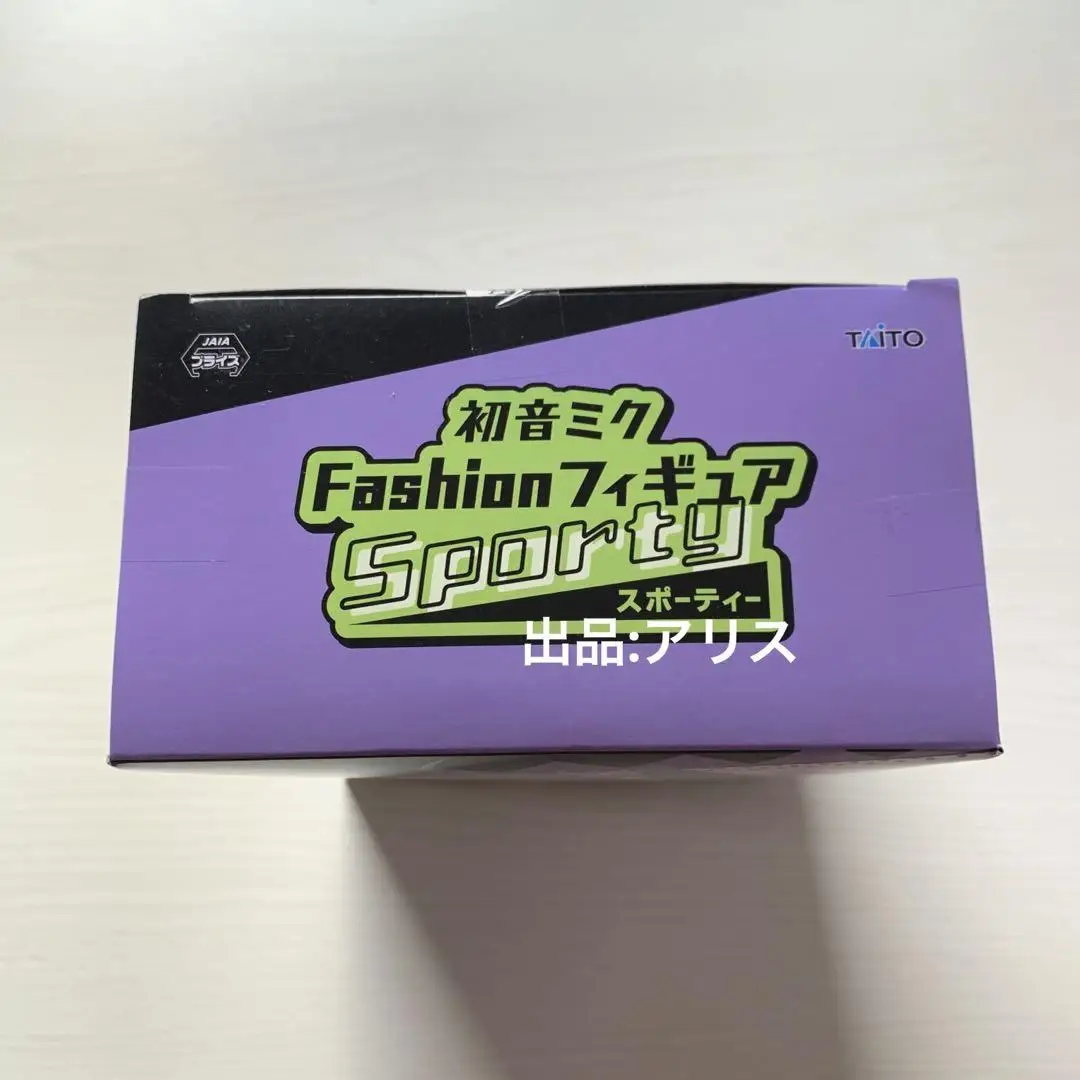 JAIA
プライズ
TAITO
初音ミク
Fashionフィギュア
Sporty
スポーティー
出品:アリス